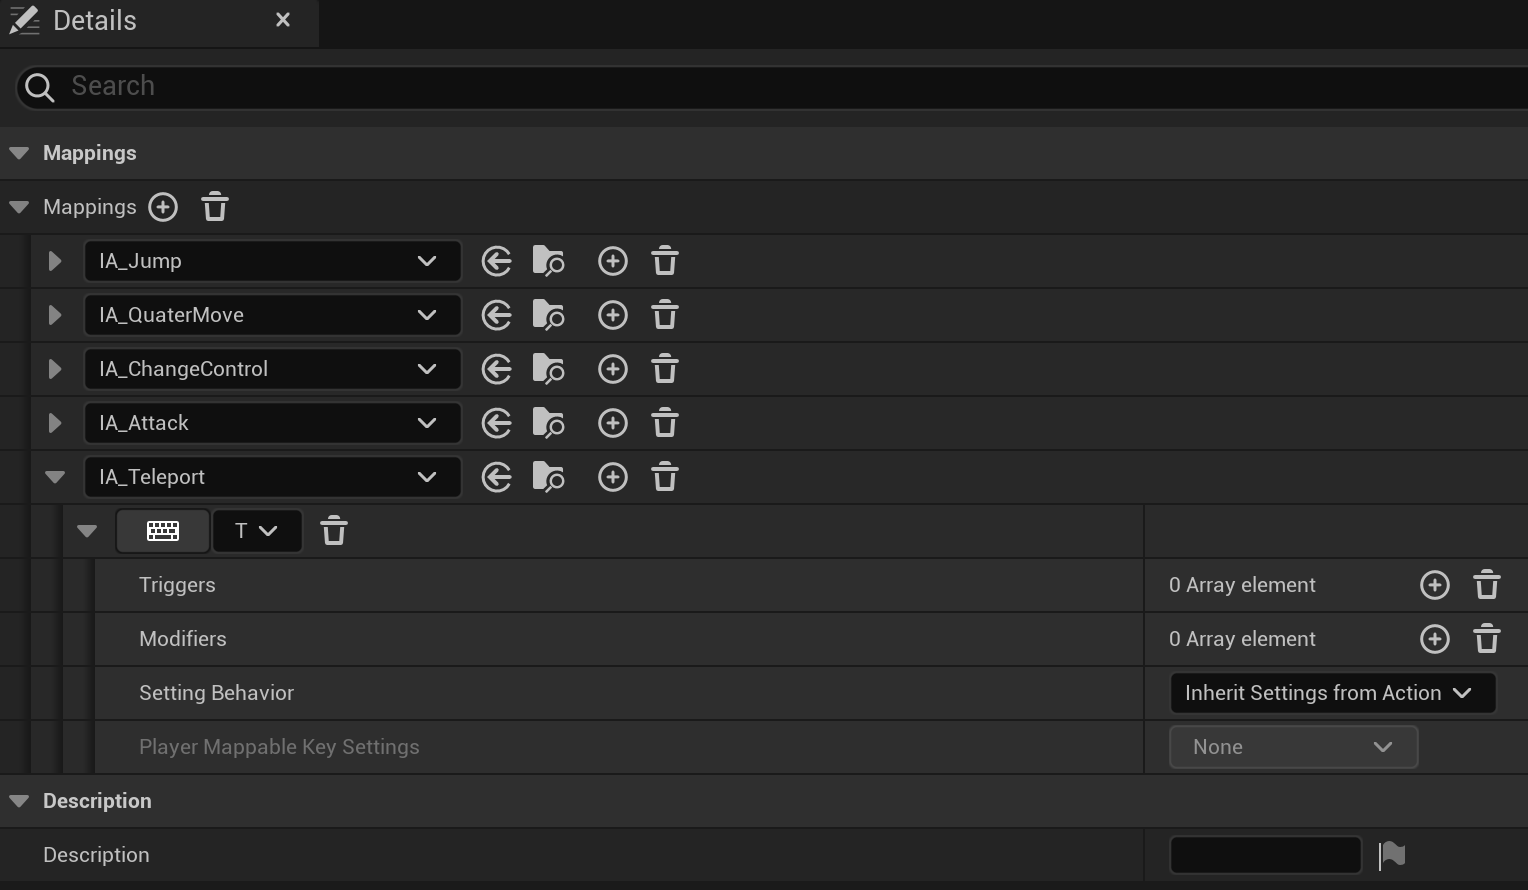 Details
Search
Mappings
Mappings
IA_Jump
IA_QuaterMove
IA_ChangeControl
IA_Attack
IA_Teleport
T
Triggers 0 Array element
Modifiers 0 Array element
Setting Behavior Inherit Settings from Action
Player Mappable Key Settings None
Description
Description